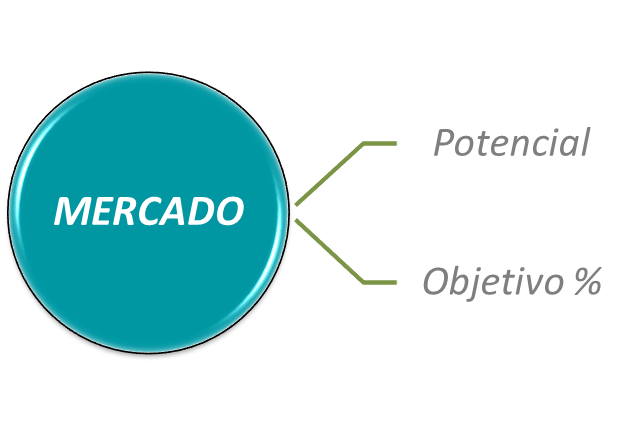 MERCADO
Potencial
Objetivo %